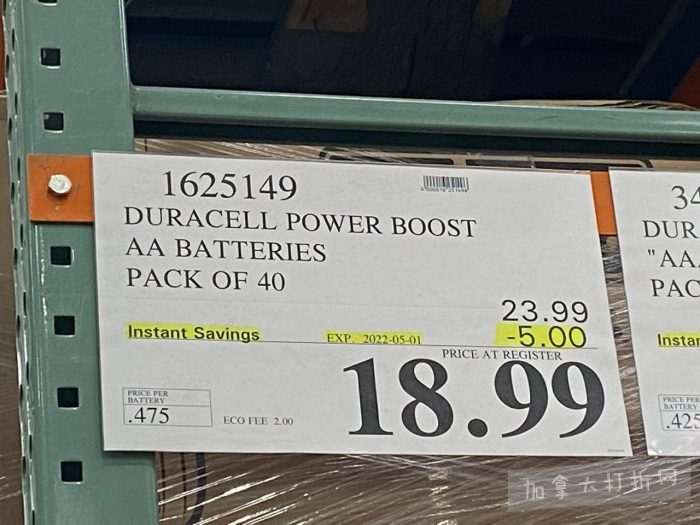 1625149
DURACELL POWER BOOST
AA BATTERIES
PACK OF 40
23.99
Instant Savings EXP. 2022-05-01 -5.00
PRICE AT REGISTER
18.99
PRICE PER
BATTERY
.475
ECO FEE 2.00
34
DUR
"AA
PAC
Instan
PRICE PER
BATTERY
.425
加拿大打折网